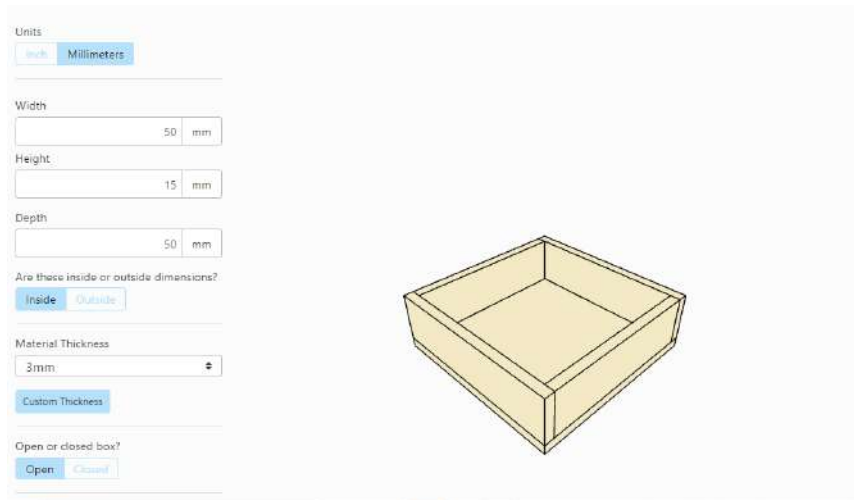 Units
Inch Millimeters
Width
50 mm
Height
15 mm
Depth
50 mm
Are these inside or outside dimensions?
Inside Outside
Material Thickness
3mm
Custom Thickness
Open or closed box?
Open Closed